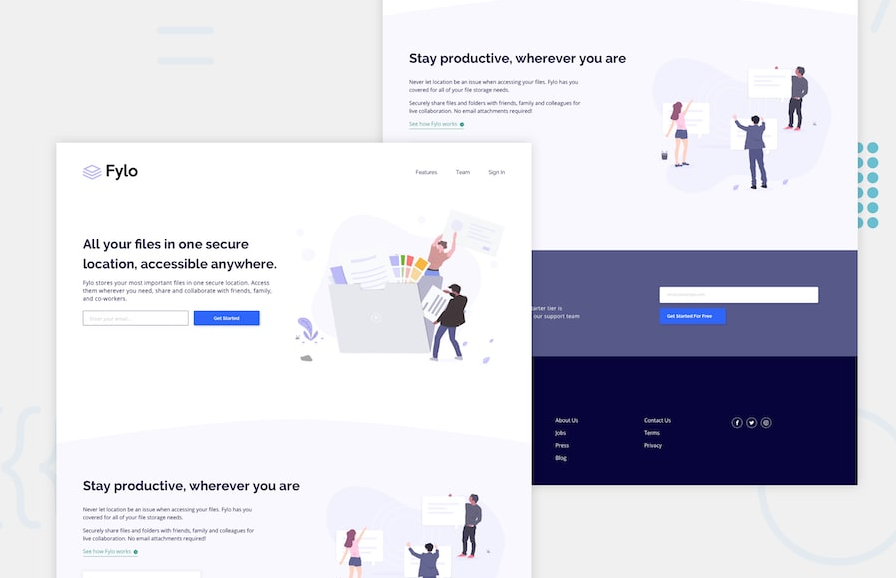 Stay productive, wherever you are
Never let location be an issue when accessing your files. Fylo has you
covered for all of your file storage needs.
Securely share files and folders with friends, family and colleagues for
live collaboration. No email attachments required!
See how Fylo works
Fylo
Features Team Sign In
All your files in one secure
location, accessible anywhere.
Fylo stores your most important files in one secure location. Access
them wherever you need, share and collaborate with friends, family,
and co-workers.
Enter your email...
Get Started
arter tier is
our support team
Get Started For Free
About Us
Jobs
Press
Blog
Contact Us
Terms
Privacy
Stay productive, wherever you are
Never let location be an issue when accessing your files. Fylo has you
covered for all of your file storage needs.
Securely share files and folders with friends, family and colleagues for
live collaboration. No email attachments required!
See how Fylo works